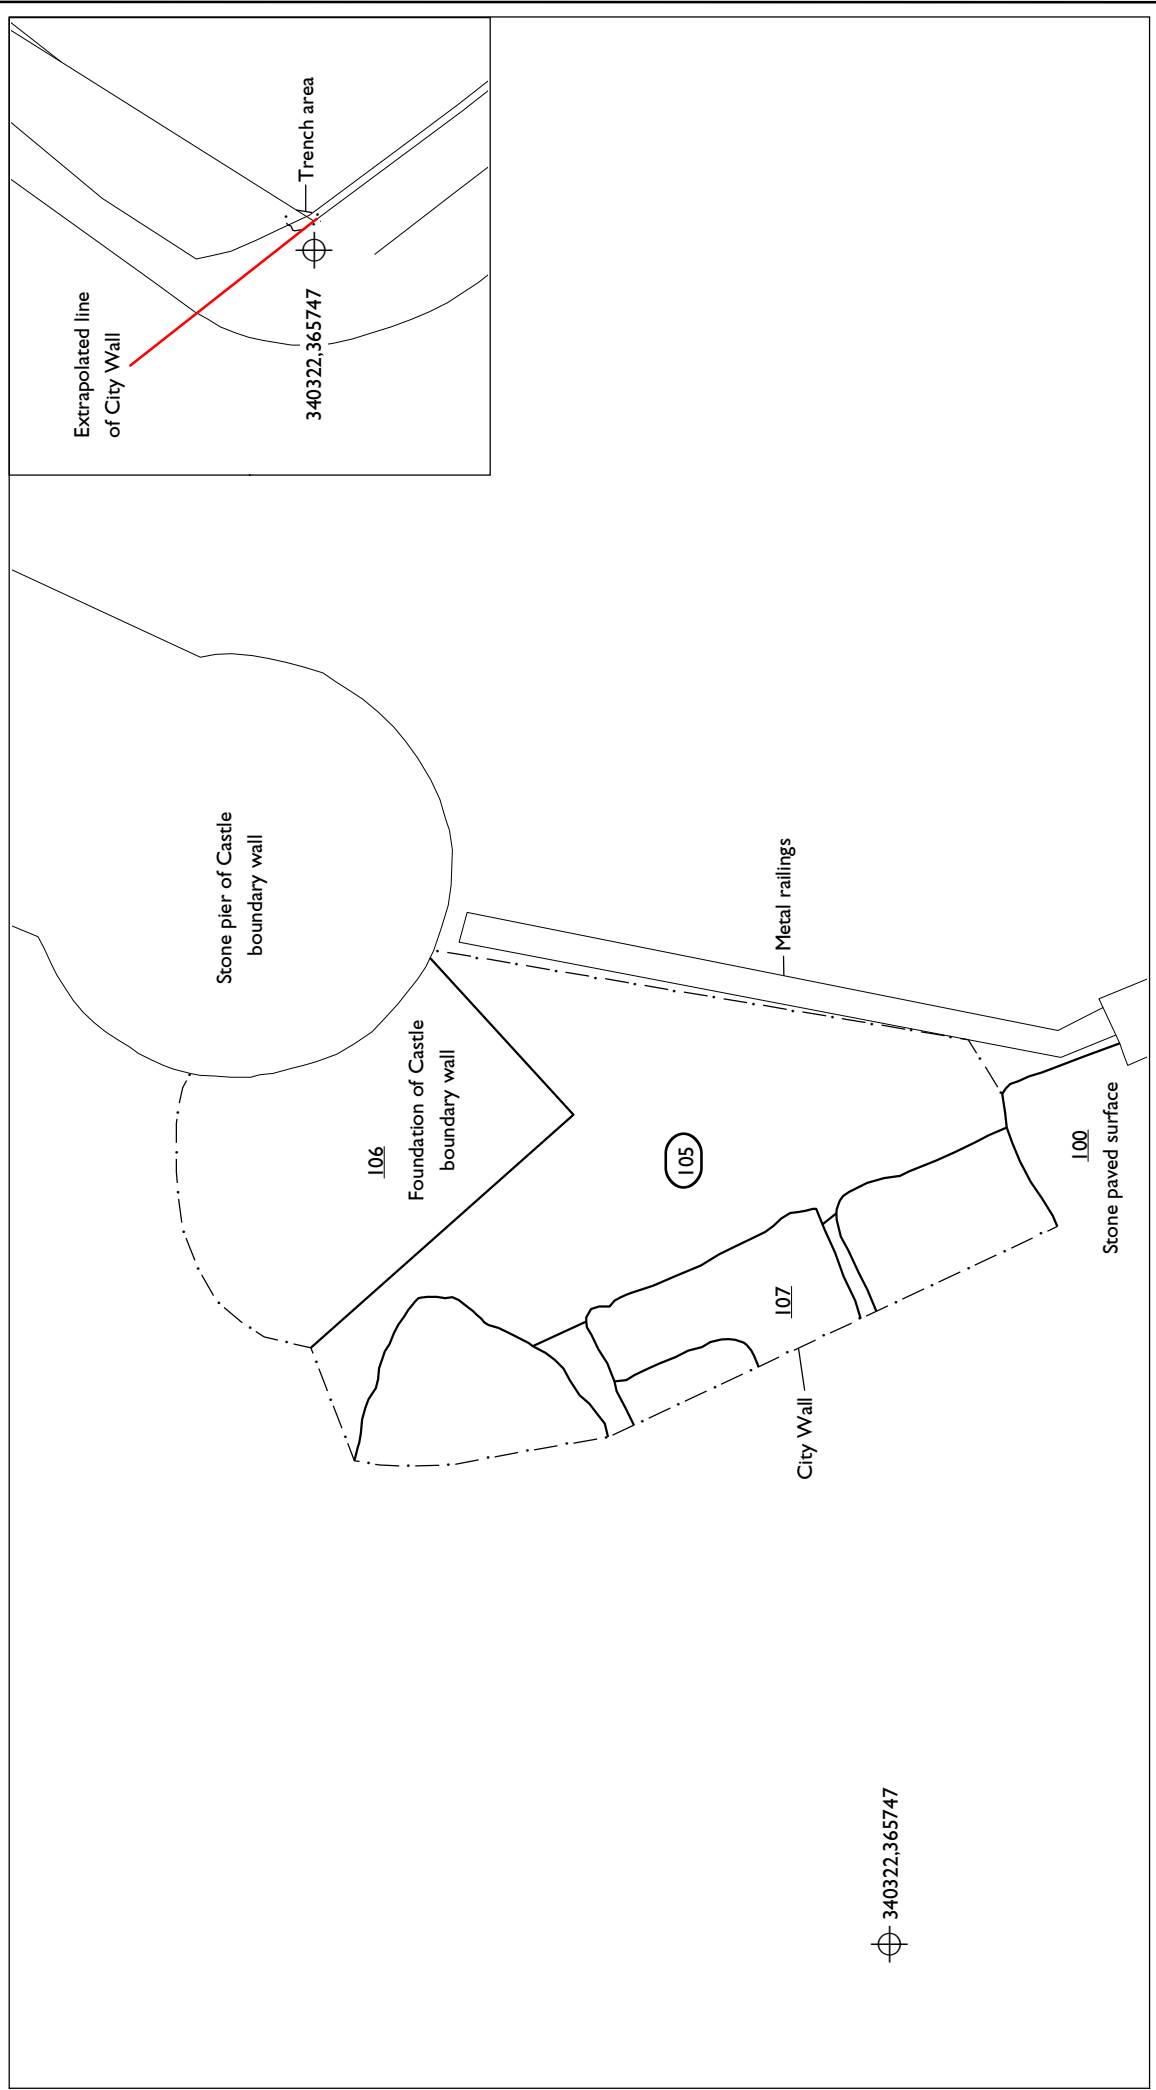 Extrapolated line
of City Wall
Trench area
340322,365747
Stone pier of Castle
boundary wall
106
Foundation of Castle
boundary wall
105
Metal railings
107
City Wall
100
Stone paved surface
340322,365747